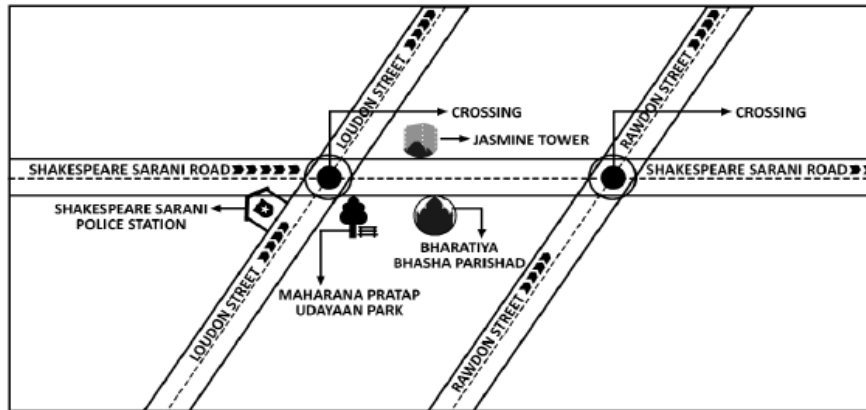 LOUDON STREET
RAWDON STREET
CROSSING
CROSSING
JASMINE TOWER
SHAKESPEARE SARANI ROAD
SHAKESPEARE SARANI ROAD
SHAKESPEARE SARANI
POLICE STATION
BHARATIYA
BHASHA PARISHAD
MAHARANA PRATAP
UDAYAAN PARK
LOUDON STREET
RAWDON STREET